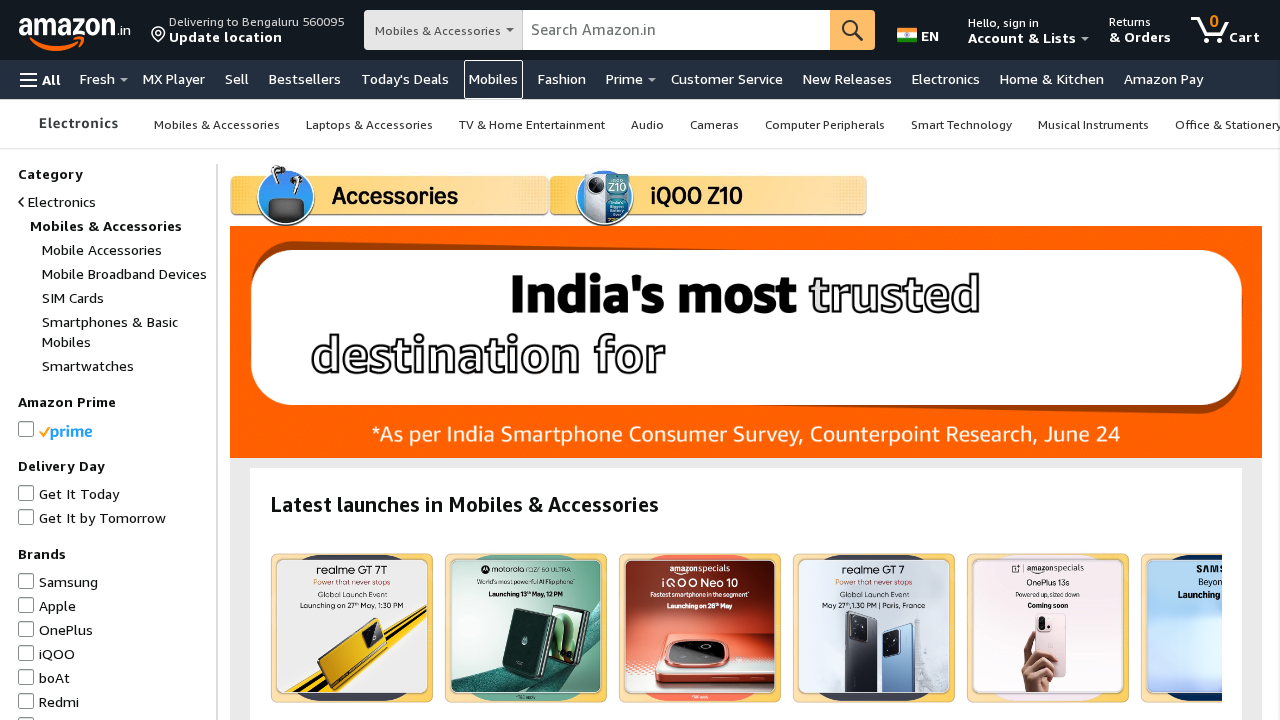 amazon.in
Delivering to Bengaluru 560095
Update location
Mobiles & Accessories
Search Amazon.in
EN
Hello, sign in
Account & Lists
Returns
& Orders
0
Cart
All
Fresh
MX Player
Sell
Bestsellers
Today's Deals
Mobiles
Fashion
Prime
Customer Service
New Releases
Electronics
Home & Kitchen
Amazon Pay
Electronics
Mobiles & Accessories
Laptops & Accessories
TV & Home Entertainment
Audio
Cameras
Computer Peripherals
Smart Technology
Musical Instruments
Office & Stationery
Category
Electronics
Mobiles & Accessories
Mobile Accessories
Mobile Broadband Devices
SIM Cards
Smartphones & Basic
Mobiles
Smartwatches
Amazon Prime
prime
Delivery Day
Get It Today
Get It by Tomorrow
Brands
Samsung
Apple
OnePlus
iQOO
boAt
Redmi
Accessories
iQOO Z10
India's most trusted
destination for
*As per India Smartphone Consumer Survey, Counterpoint Research, June 24
Latest launches in Mobiles & Accessories
realme GT 7T
Power that never stops
Global Launch Event
Launching on 27th May, 1:30 PM
motorola razr 60 ULTRA
World's most powerful AI Flip phone*
Launching 13th May, 12 PM
amazonspecials
iQOO Neo 10
Fastest smartphone in the segment*
Launching on 26th May
realme GT 7
Power that never stops
Global Launch Event
May 27th,1.30 PM | Paris, France
amazonspecials
OnePlus 13s
Powered up, sized down
Coming soon
SAMS
Beyon
Launching